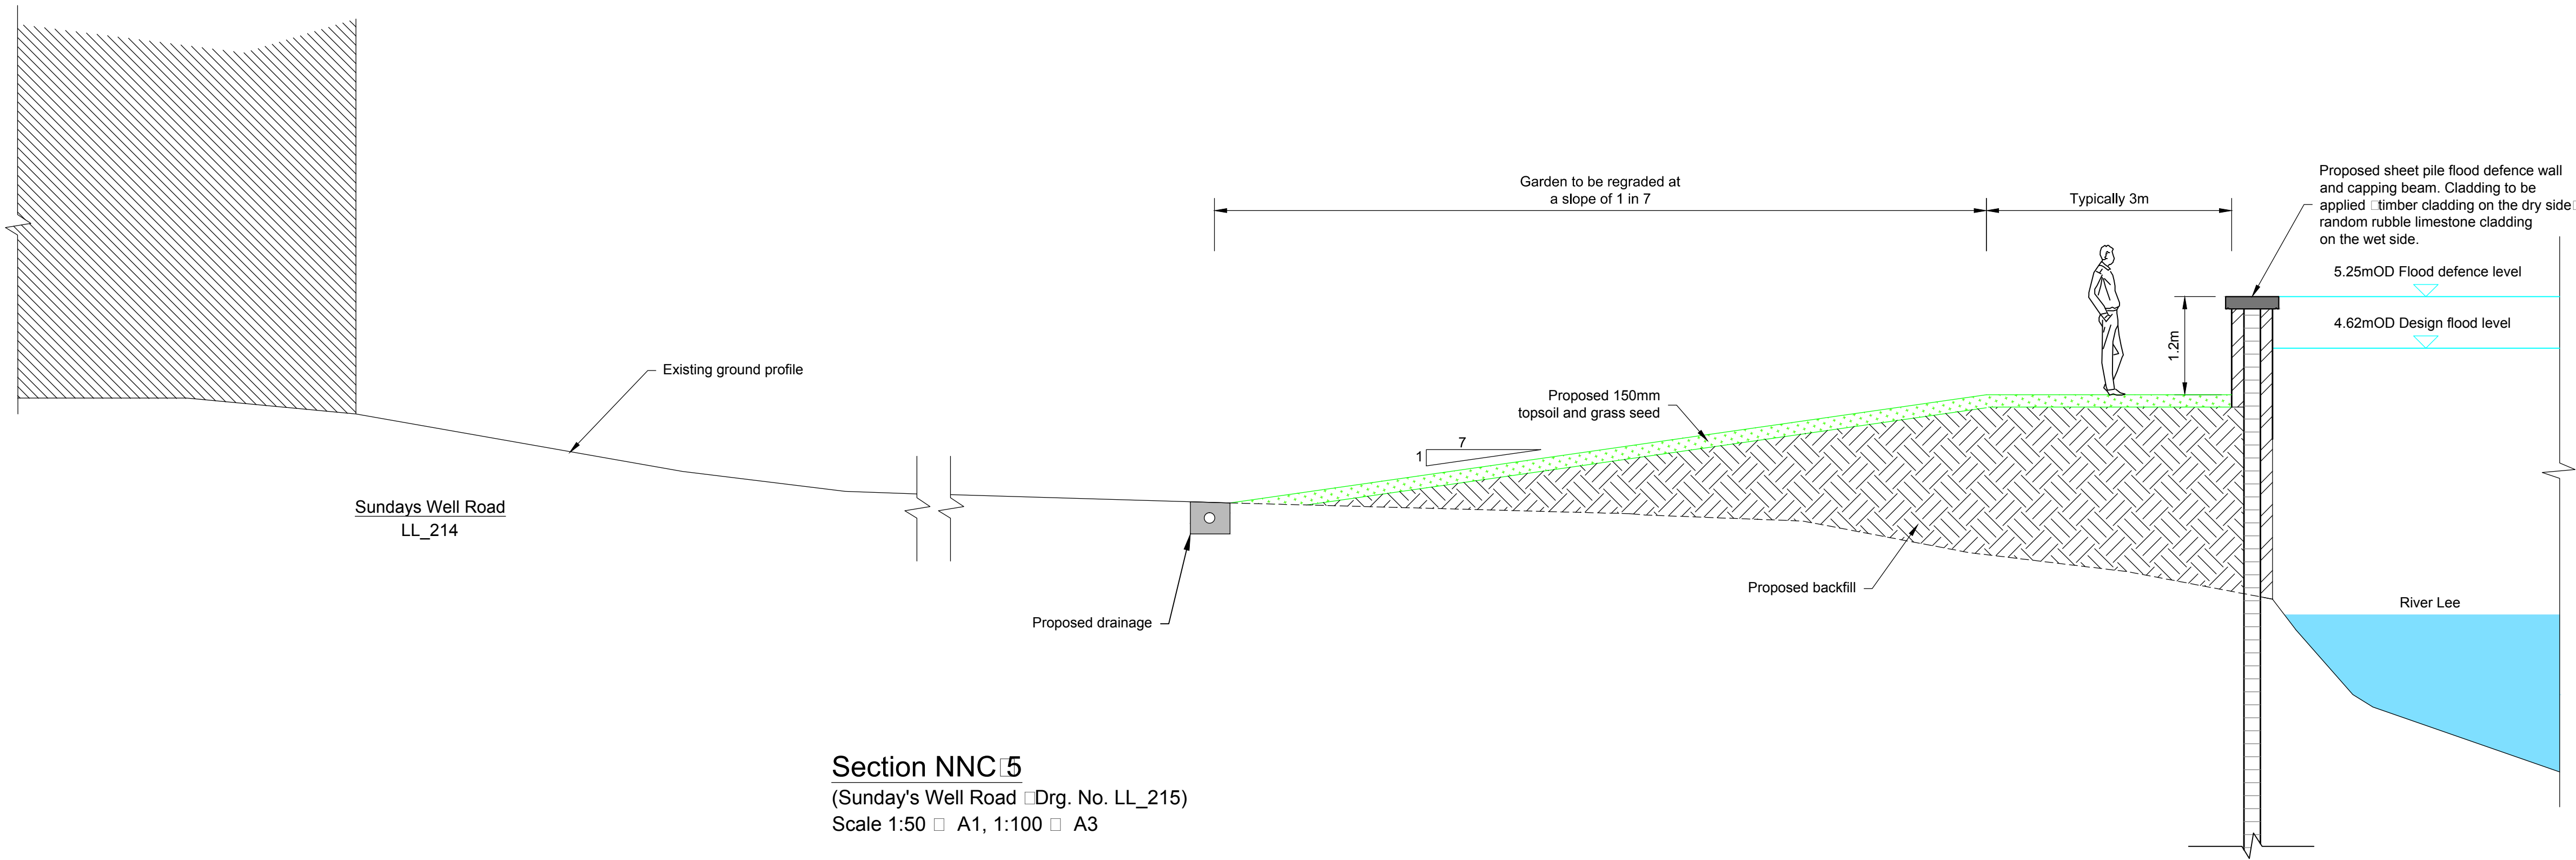 Garden to be regraded at
a slope of 1 in 7
Typically 3m
Proposed sheet pile flood defence wall
and capping beam. Cladding to be
applied □timber cladding on the dry side□
random rubble limestone cladding
on the wet side.
5.25mOD Flood defence level
4.62mOD Design flood level
1.2m
Existing ground profile
Proposed 150mm
topsoil and grass seed
7
1
Sundays Well Road
LL_214
Proposed backfill
River Lee
Proposed drainage
Section NNC□5
(Sunday's Well Road □Drg. No. LL_215)
Scale 1:50 □ A1, 1:100 □ A3